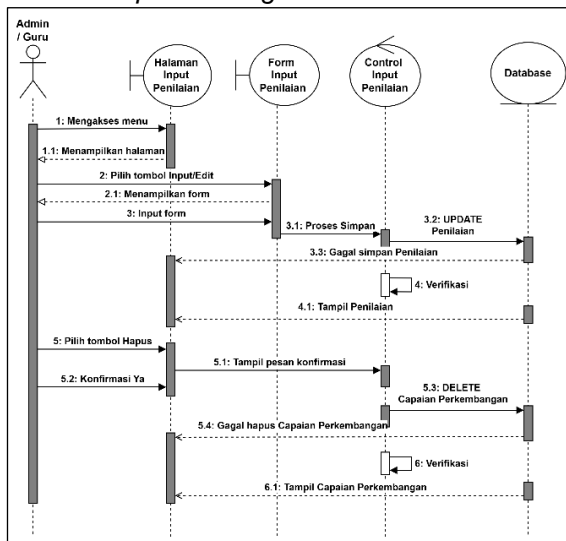 Admin
/ Guru
Halaman
Input
Penilaian
Form
Input
Penilaian
Control
Input
Penilaian
Database
1: Mengakses menu
1.1: Menampilkan halaman
2: Pilih tombol Input/Edit
2.1: Menampilkan form
3: Input form
3.1: Proses Simpan
3.2: UPDATE
Penilaian
3.3: Gagal simpan Penilaian
4: Verifikasi
4.1: Tampil Penilaian
5: Pilih tombol Hapus
5.1: Tampil pesan konfirmasi
5.2: Konfirmasi Ya
5.3: DELETE
Capaian Perkembangan
5.4: Gagal hapus Capaian Perkembangan
6: Verifikasi
6.1: Tampil Capaian Perkembangan